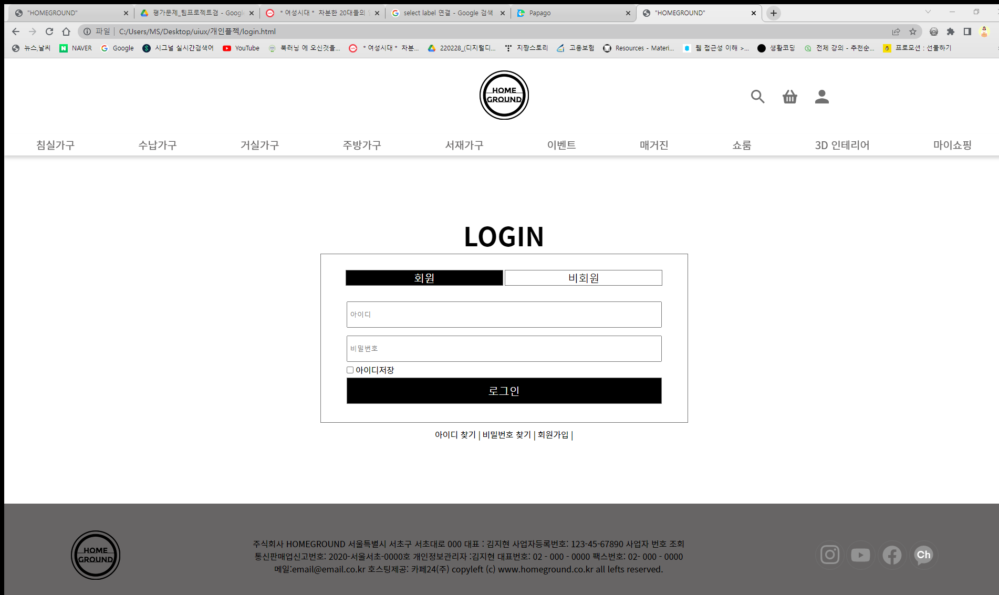 "HOMEGROUND"
평가문제_팀프로젝트겸 - Googl
* 여성시대 * 차분한 20대들의
select label 연결 - Google 검색
Papago
"HOMEGROUND"
파일 | C:/Users/MS/Desktop/uiux/개인플젝/login.html
뉴스,날씨
NAVER
Google
시그널 실시간검색어
YouTube
북러닝 에 오신것을...
* 여성시대 * 차분...
220228_(디지털디...
지짱스토리
고용보험
Resources - Materi...
웹 접근성 이해 >...
생활코딩
전체 강의 - 추천순...
프로모션 : 선물하기
HOME
GROUND
침실가구
수납가구
거실가구
주방가구
서재가구
이벤트
매거진
쇼룸
3D 인테리어
마이쇼핑
LOGIN
회원
비회원
아이디
비밀번호
아이디저장
로그인
아이디 찾기 | 비밀번호 찾기 | 회원가입 |
HOME
GROUND
주식회사 HOMEGROUND 서울특별시 서초구 서초대로 000 대표 : 김지현 사업자등록번호: 123-45-67890 사업자 번호 조회
통신판매업신고번호: 2020-서울서초-0000호 개인정보관리자 :김지현 대표번호: 02 - 000 - 0000 팩스번호: 02- 000 - 0000
메일:email@email.co.kr 호스팅제공: 카페24(주) copyleft (c) www.homeground.co.kr all lefts reserved.
Ch